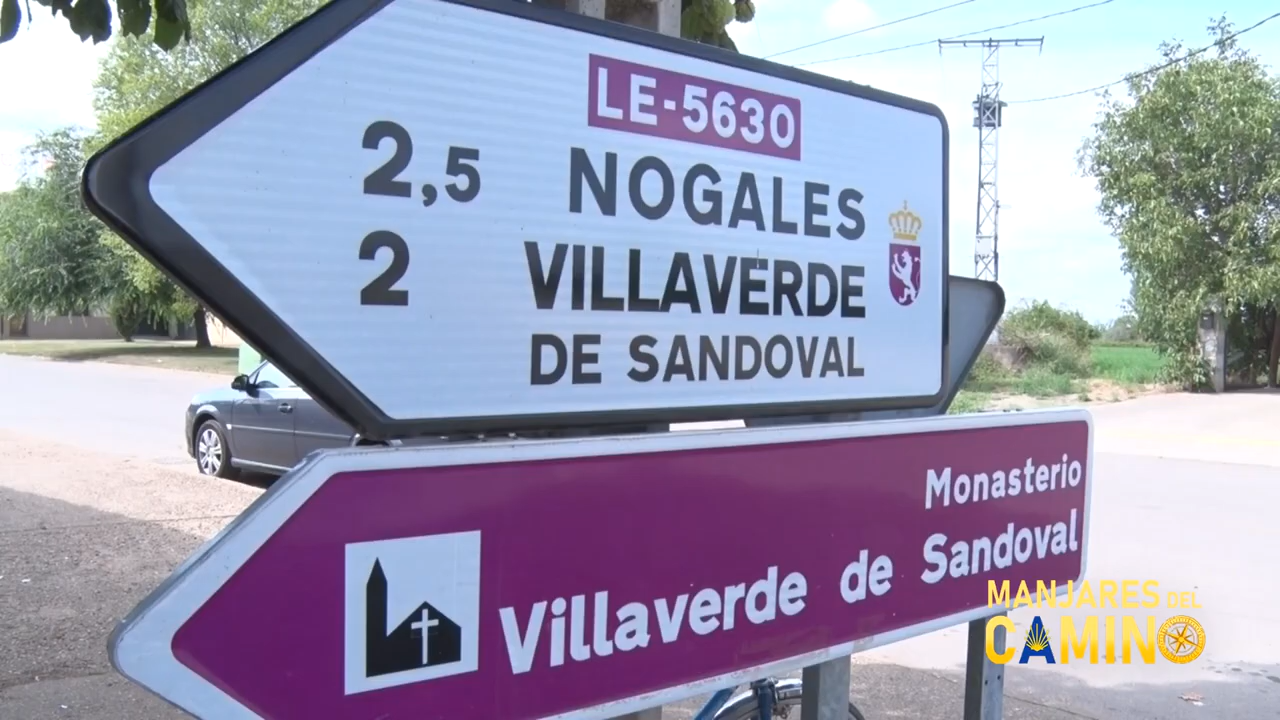 LE-5630
2,5 NOGALES
2 VILLAVERDE
DE SANDOVAL
Monasterio
Villaverde de Sandoval
MANJARES DEL
CAMINO